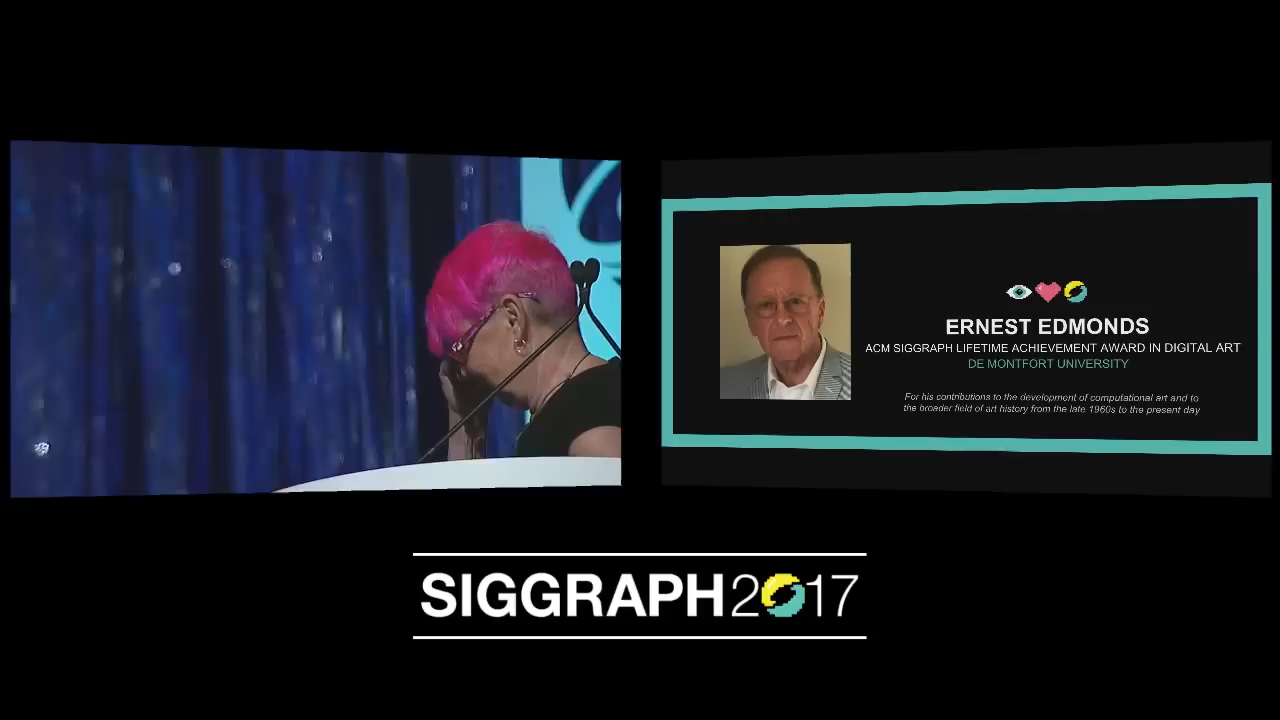 ERNEST EDMONDS
ACM SIGGRAPH LIFETIME ACHIEVEMENT AWARD IN DIGITAL ART
DE MONTFORT UNIVERSITY
For his contributions to the development of computational art and to
the broader field of art history from the late 1960s to the present day
SIGGRAPH2017